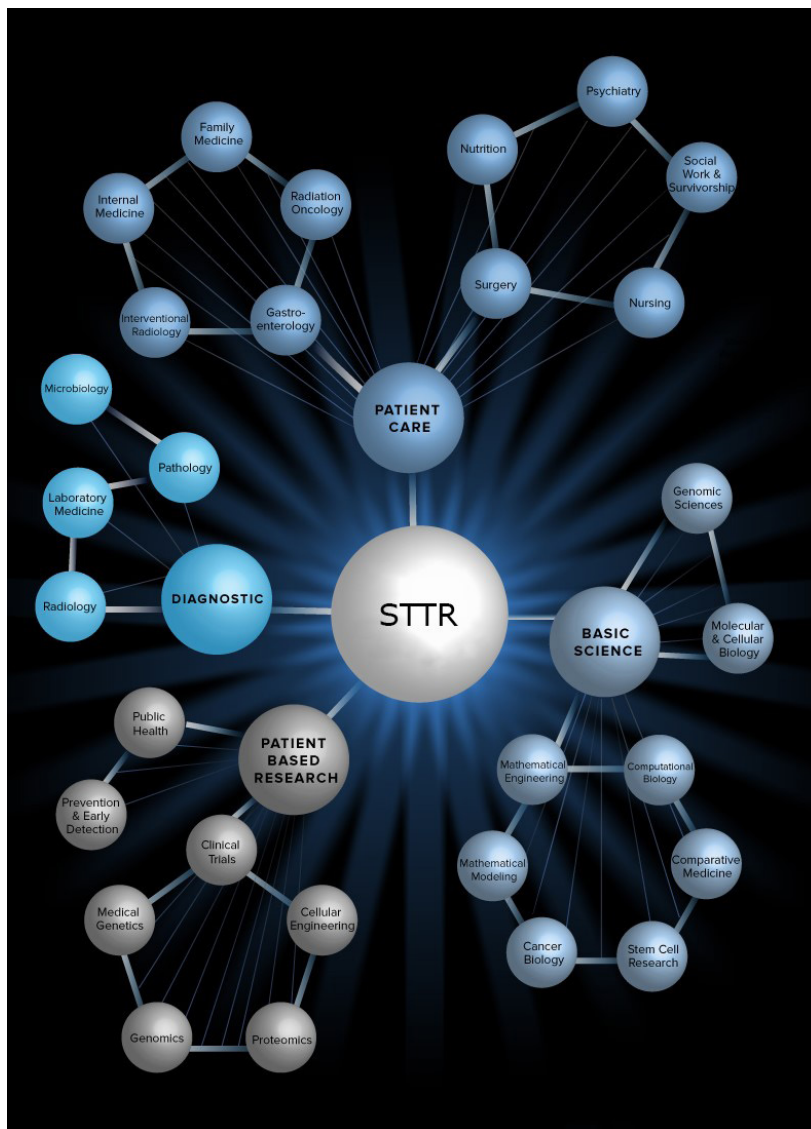 Psychiatry
Family
Medicine
Nutrition
Social
Work &
Survivorship
Internal
Medicine
Radiation
Oncology
Surgery
Nursing
Interventional
Radiology
Gastro-
enterology
Microbiology
PATIENT
CARE
Pathology
Laboratory
Medicine
Genomic
Sciences
Radiology
DIAGNOSTIC
STTR
BASIC
SCIENCE
Molecular
& Cellular
Biology
Public
Health
PATIENT
BASED
RESEARCH
Prevention
& Early
Detection
Mathematical
Engineering
Computational
Biology
Clinical
Trials
Mathematical
Modeling
Comparative
Medicine
Medical
Genetics
Cellular
Engineering
Cancer
Biology
Stem Cell
Research
Genomics
Proteomics